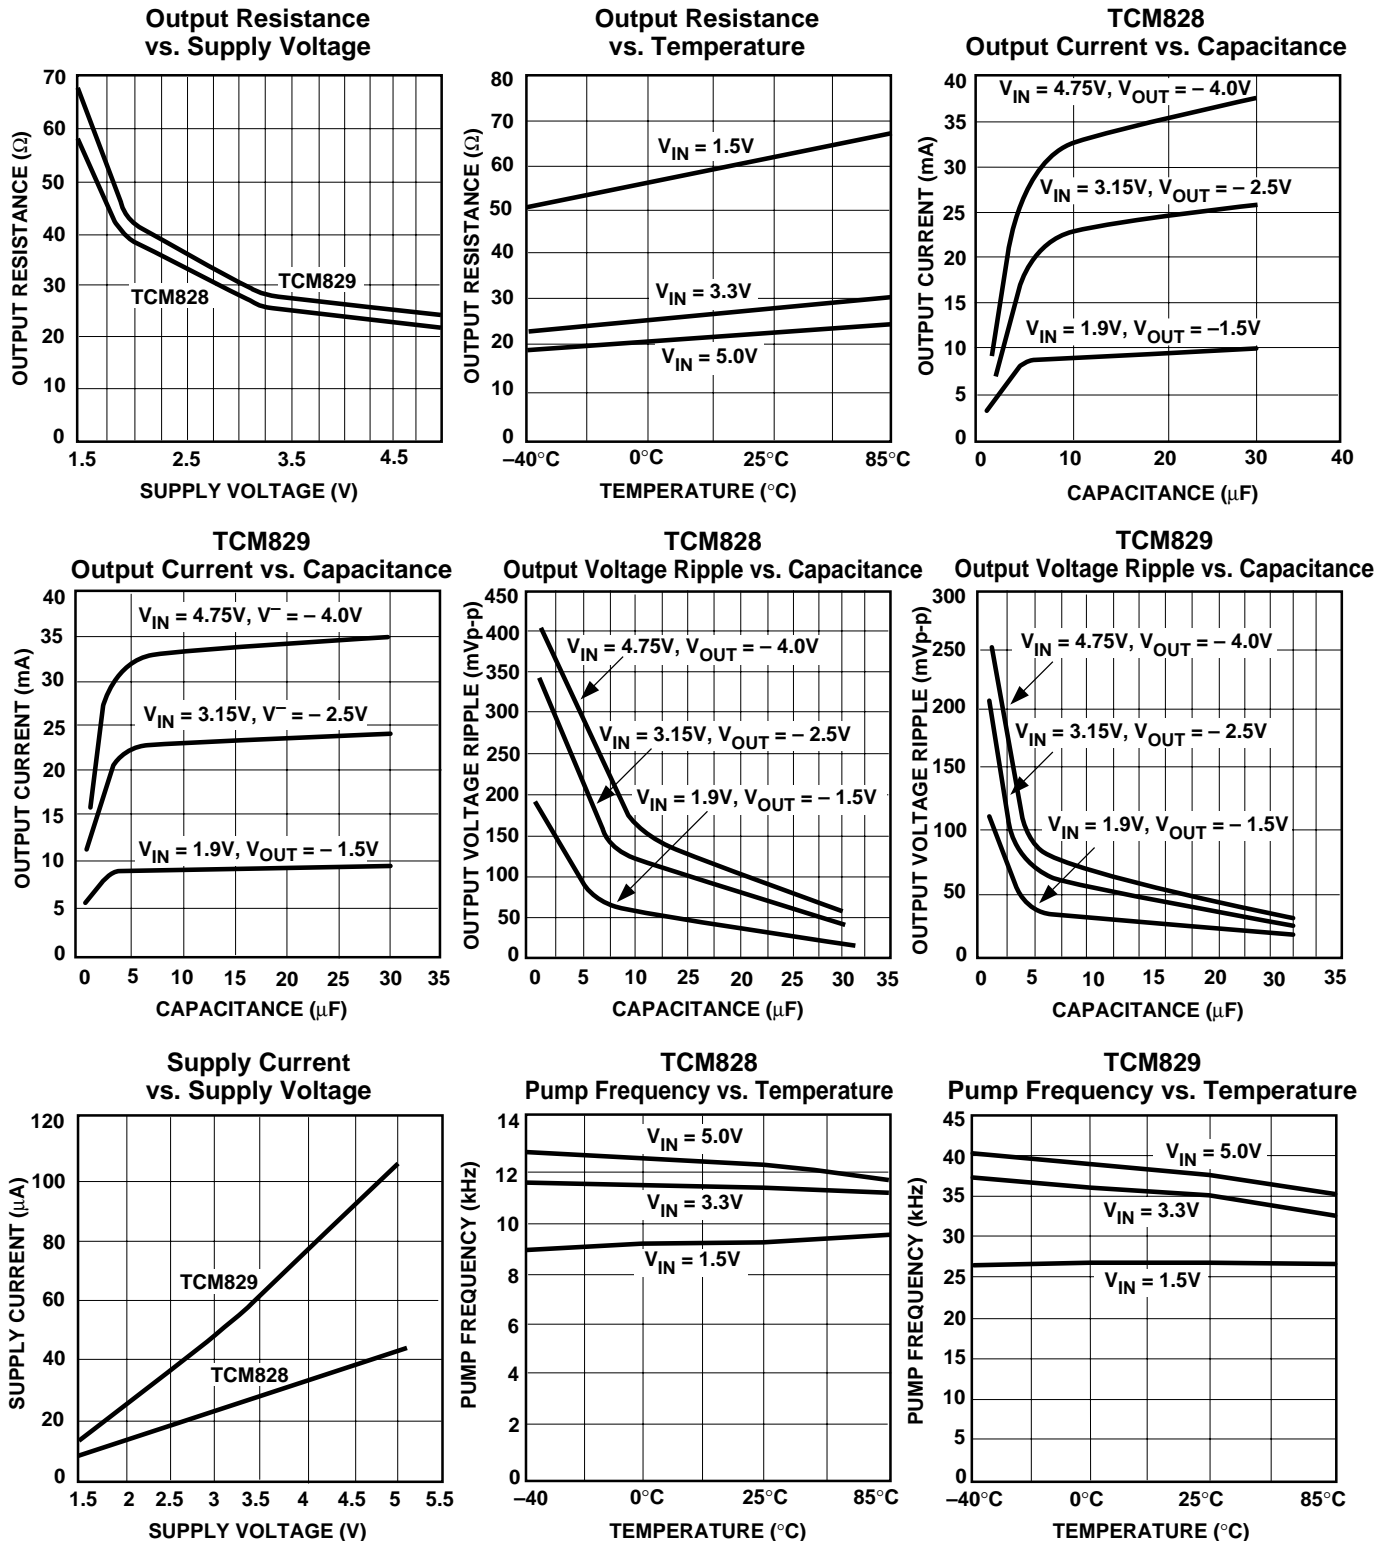 Output Resistance
vs. Supply Voltage
70
60
50
40
30
20
10
0
OUTPUT RESISTANCE (Ω)
TCM829
TCM828
1.5 2.5 3.5 4.5
SUPPLY VOLTAGE (V)
Output Resistance
vs. Temperature
80
70
60
50
40
30
20
10
0
OUTPUT RESISTANCE (Ω)
VIN = 1.5V
VIN = 3.3V
VIN = 5.0V
–40°C 0°C 25°C 85°C
TEMPERATURE (°C)
TCM828
Output Current vs. Capacitance
40
35
30
25
20
15
10
5
0
OUTPUT CURRENT (mA)
VIN = 4.75V, VOUT = – 4.0V
VIN = 3.15V, VOUT = – 2.5V
VIN = 1.9V, VOUT = –1.5V
0 10 20 30 40
CAPACITANCE (μF)
TCM829
Output Current vs. Capacitance
40
35
30
25
20
15
10
5
0
OUTPUT CURRENT (mA)
VIN = 4.75V, V– = – 4.0V
VIN = 3.15V, V– = – 2.5V
VIN = 1.9V, VOUT = – 1.5V
0 5 10 15 20 25 30 35
CAPACITANCE (μF)
TCM828
Output Voltage Ripple vs. Capacitance
450
400
350
300
250
200
150
100
50
0
OUTPUT VOLTAGE RIPPLE (mVp-p)
VIN = 4.75V, VOUT = – 4.0V
VIN = 3.15V, VOUT = – 2.5V
VIN = 1.9V, VOUT = – 1.5V
0 5 10 15 20 25 30 35
CAPACITANCE (μF)
TCM829
Output Voltage Ripple vs. Capacitance
300
250
200
150
100
50
0
OUTPUT VOLTAGE RIPPLE (mVp-p)
VIN = 4.75V, VOUT = – 4.0V
VIN = 3.15V, VOUT = – 2.5V
VIN = 1.9V, VOUT = – 1.5V
0 5 10 15 20 30 35
CAPACITANCE (μF)
Supply Current
vs. Supply Voltage
120
100
80
60
40
20
0
SUPPLY CURRENT (μA)
TCM829
TCM828
1.5 2 2.5 3 3.5 4 4.5 5 5.5
SUPPLY VOLTAGE (V)
TCM828
Pump Frequency vs. Temperature
14
12
10
8
6
4
2
0
PUMP FREQUENCY (kHz)
VIN = 5.0V
VIN = 3.3V
VIN = 1.5V
–40 0°C 25°C 85°C
TEMPERATURE (°C)
TCM829
Pump Frequency vs. Temperature
45
40
35
30
25
20
15
10
5
0
PUMP FREQUENCY (kHz)
VIN = 5.0V
VIN = 3.3V
VIN = 1.5V
–40°C 0°C 25°C 85°C
TEMPERATURE (°C)